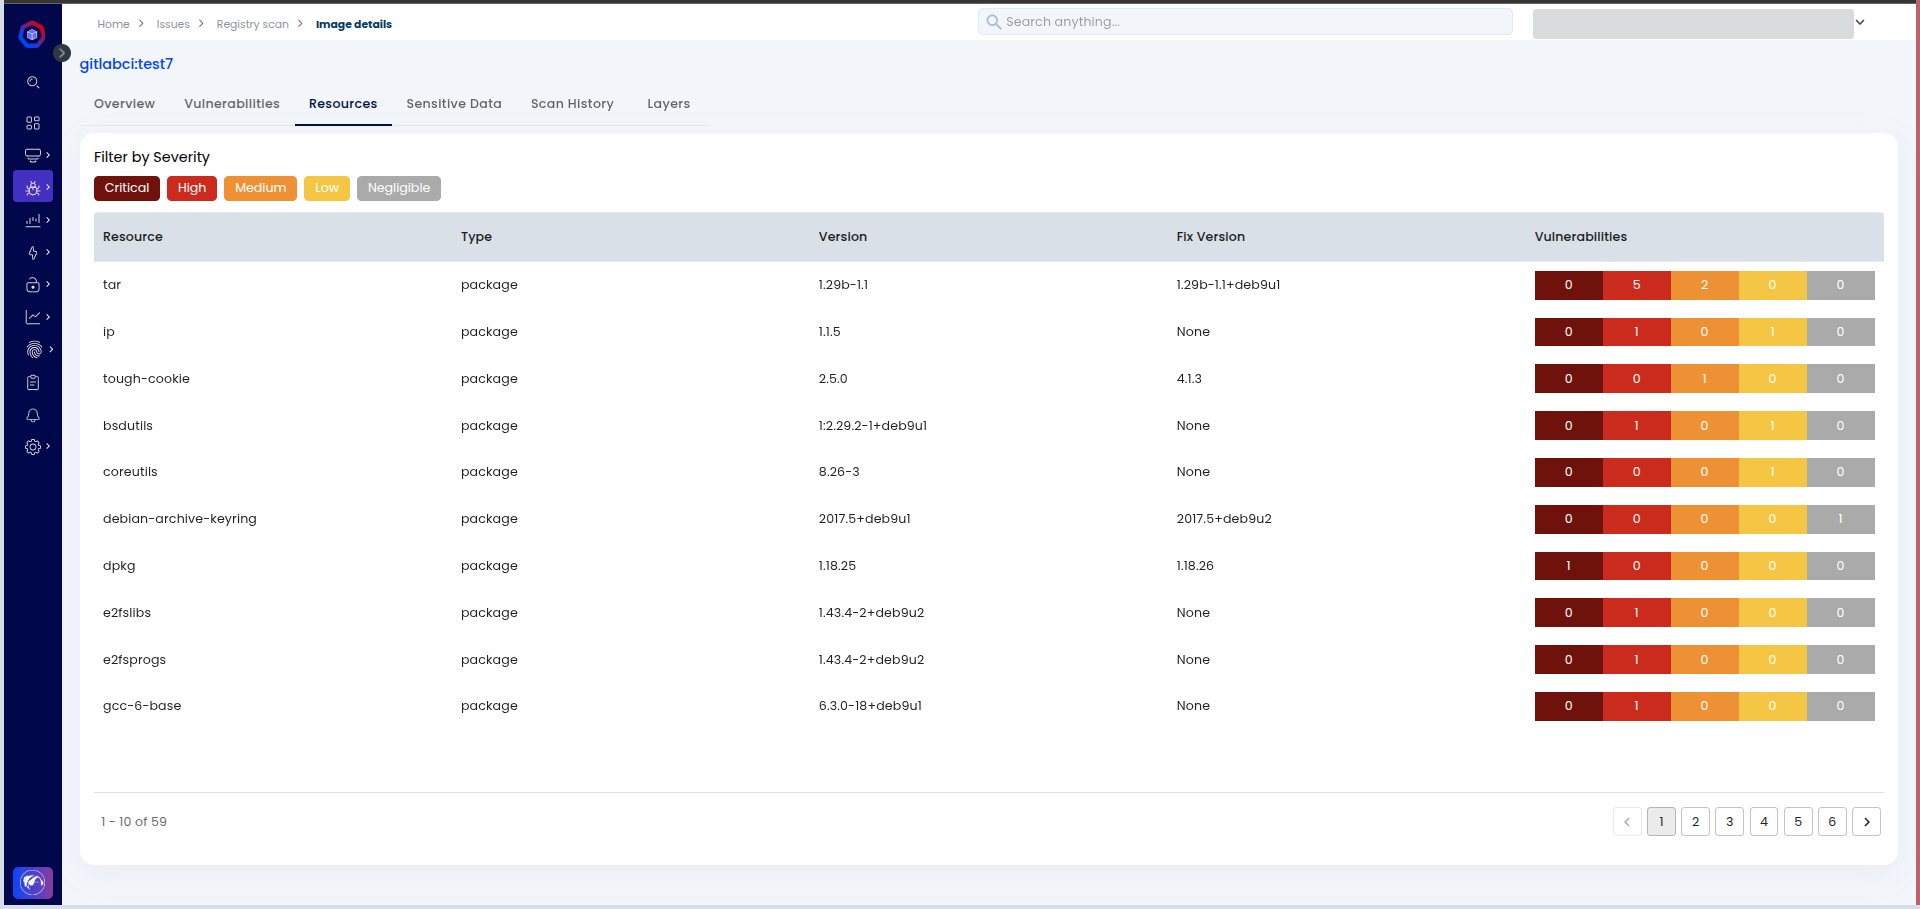 Home > Issues > Registry scan > Image details
Search anything...
gitlabci:test7
Overview Vulnerabilities Resources Sensitive Data Scan History Layers
Filter by Severity
Critical High Medium Low Negligible
Resource Type Version Fix Version Vulnerabilities
tar package 1.29b-1.1 1.29b-1.1+deb9u1 0 5 2 0 0
ip package 1.1.5 None 0 1 0 1 0
tough-cookie package 2.5.0 4.1.3 0 0 1 0 0
bsdutils package 1:2.29.2-1+deb9u1 None 0 1 0 1 0
coreutils package 8.26-3 None 0 0 0 1 0
debian-archive-keyring package 2017.5+deb9u1 2017.5+deb9u2 0 0 0 0 1
dpkg package 1.18.25 1.18.26 1 0 0 0 0
e2fslibs package 1.43.4-2+deb9u2 None 0 1 0 0 0
e2fsprogs package 1.43.4-2+deb9u2 None 0 1 0 0 0
gcc-6-base package 6.3.0-18+deb9u1 None 0 1 0 0 0
1 - 10 of 59
< 1 2 3 4 5 6 >